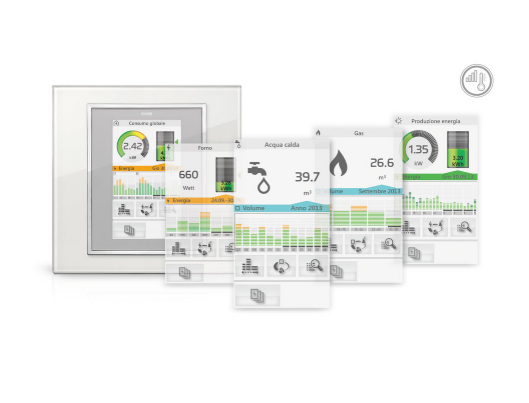 Consumo globale
2.42
kW
Energia
Forno
660
Watt
Energia
Acqua calda
39.7
m³
Volume
Anno 2013
Gas
26.6
m³
Settembre 2013
Produzione energia
1.35
kW
3.20
kWh
Energia